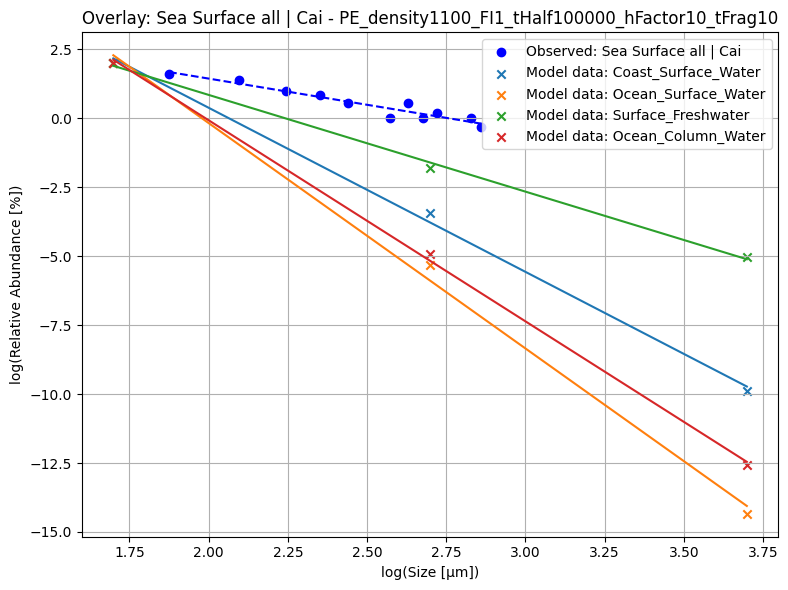 Overlay: Sea Surface all | Cai - PE_density1100_FI1_tHalf100000_hFactor10_tFrag10
Observed: Sea Surface all | Cai
Model data: Coast_Surface_Water
Model data: Ocean_Surface_Water
Model data: Surface_Freshwater
Model data: Ocean_Column_Water
log(Relative Abundance [%])
2.5
0.0
−2.5
−5.0
−7.5
−10.0
−12.5
−15.0
1.75 2.00 2.25 2.50 2.75 3.00 3.25 3.50 3.75
log(Size [μm])